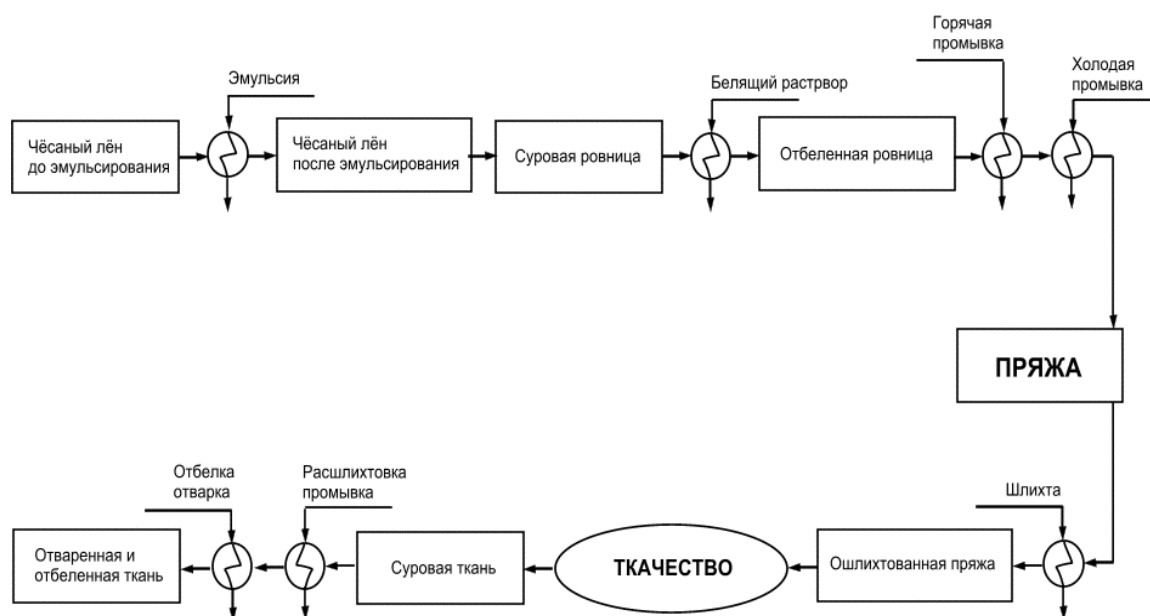 Горячая
промывка
Холодая
промывка
Эмульсия
Белящий растрвор
Чёсаный лён
до эмульсирования
Чёсаный лён
после эмульсирования
Суровая ровница
Отбеленная ровница
ПРЯЖА
Отбелка
отварка
Расшлихтовка
промывка
Шлихта
Отваренная и
отбеленная ткань
Суровая ткань
ТКАЧЕСТВО
Ошлихтованная пряжа